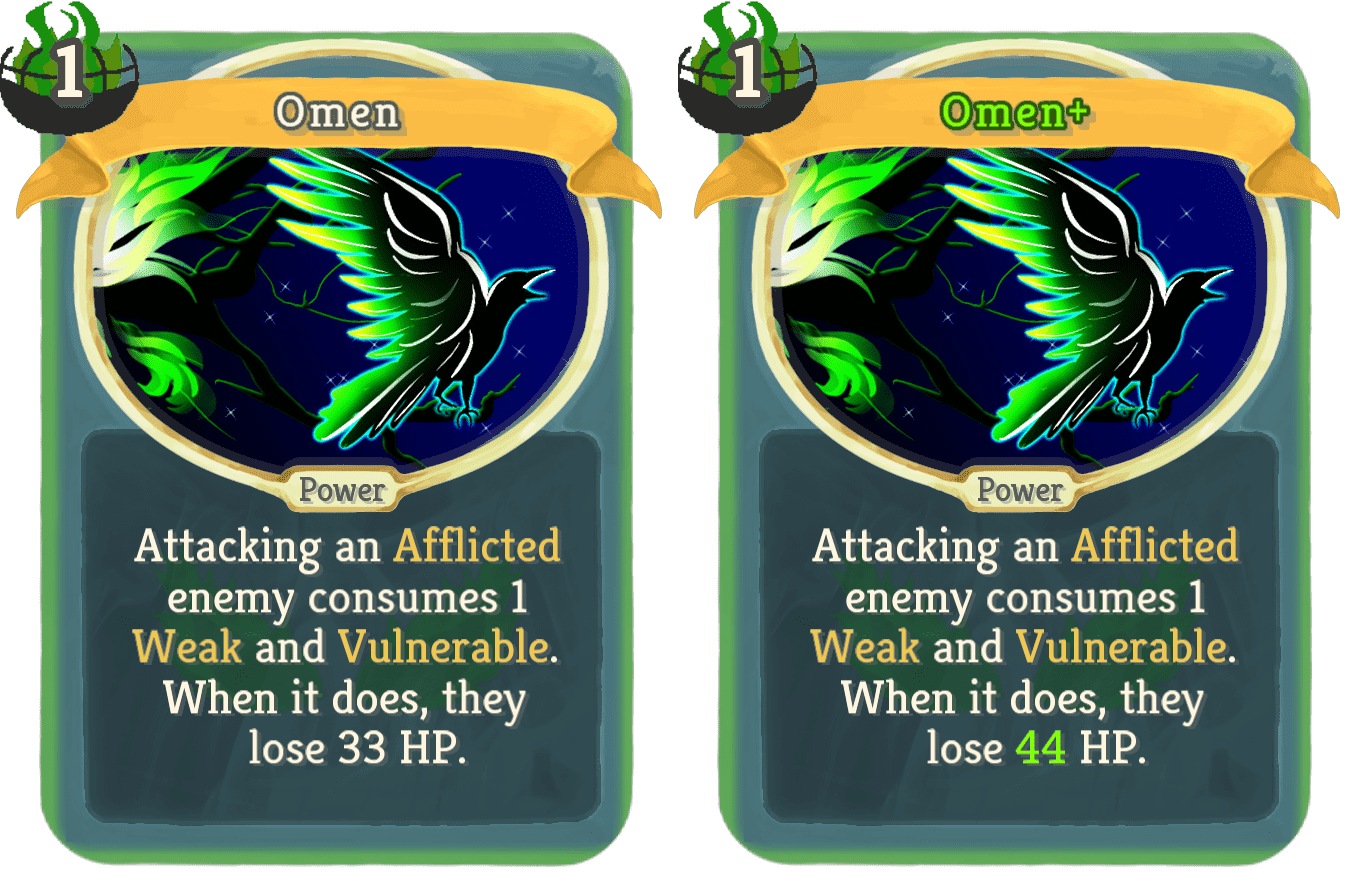 1
Omen
Power
Attacking an Afflicted
enemy consumes 1
Weak and Vulnerable.
When it does, they
lose 33 HP.
1
Omen+
Power
Attacking an Afflicted
enemy consumes 1
Weak and Vulnerable.
When it does, they
lose 44 HP.